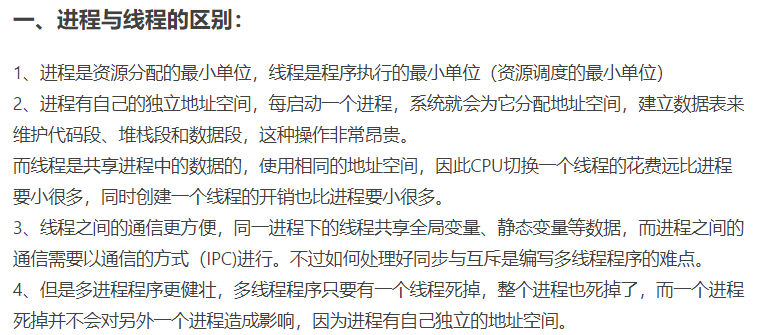 一、进程与线程的区别：
1、进程是资源分配的最小单位，线程是程序执行的最小单位（资源调度的最小单位）
2、进程有自己的独立地址空间，每启动一个进程，系统就会为它分配地址空间，建立数据表来
维护代码段、堆栈段和数据段，这种操作非常昂贵。
而线程是共享进程中的数据的，使用相同的地址空间，因此CPU切换一个线程的花费远比进程
要小很多，同时创建一个线程的开销也比进程要小很多。
3、线程之间的通信更方便，同一进程下的线程共享全局变量、静态变量等数据，而进程之间的
通信需要以通信的方式（IPC)进行。不过如何处理好同步与互斥是编写多线程程序的难点。
4、但是多进程程序更健壮，多线程程序只要有一个线程死掉，整个进程也死掉了，而一个进程
死掉并不会对另外一个进程造成影响，因为进程有自己独立的地址空间。